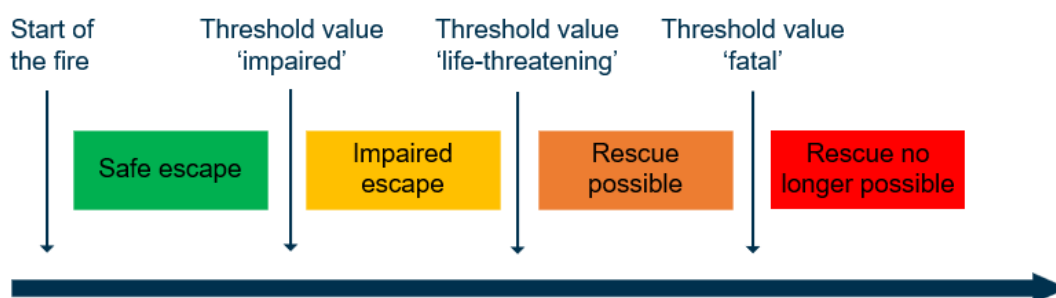 Start of
the fire
Threshold value
‘impaired’
Threshold value
‘life-threatening’
Threshold value
‘fatal’
Safe escape
Impaired
escape
Rescue
possible
Rescue no
longer possible